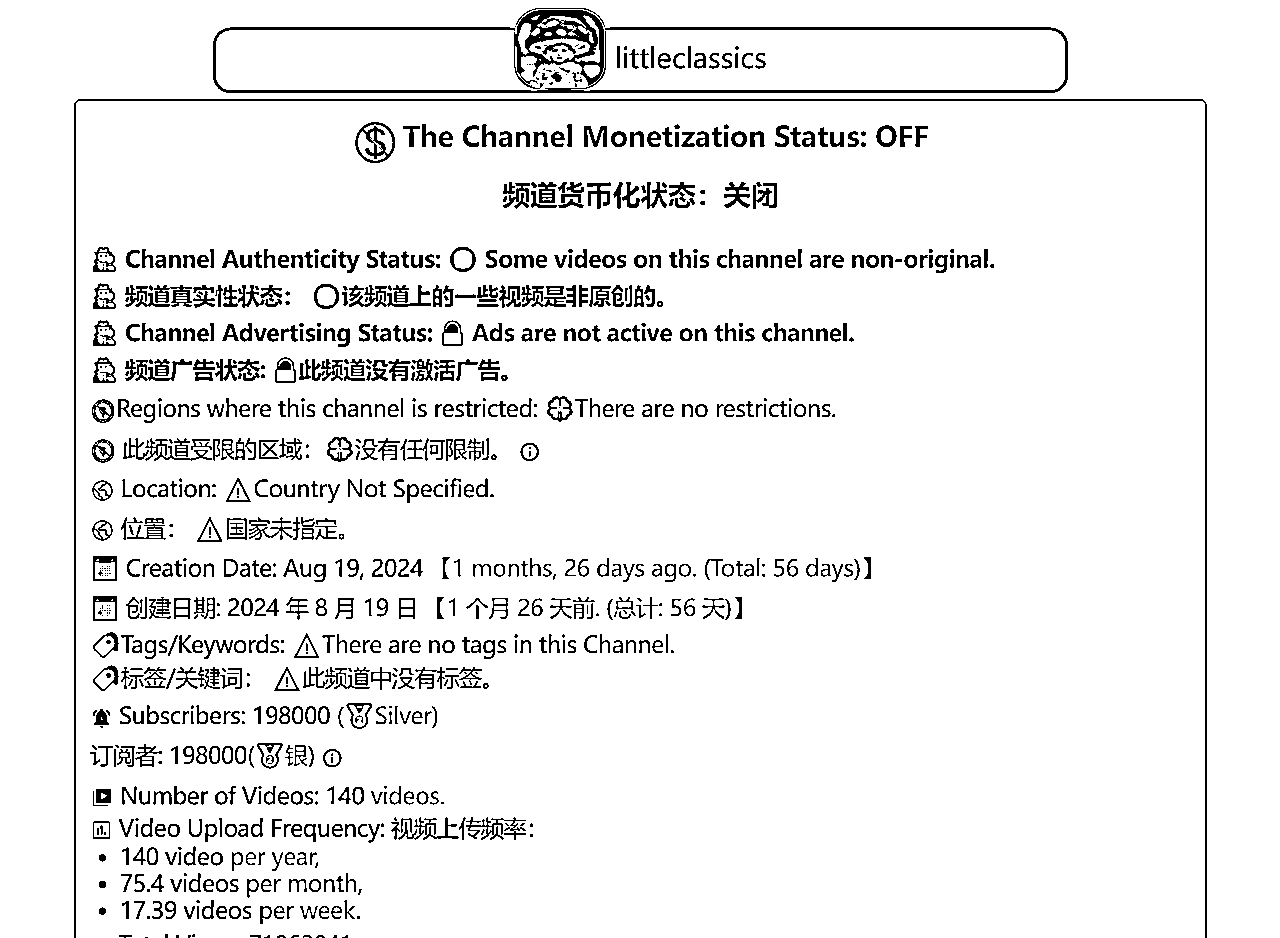 littleclassics
The Channel Monetization Status: OFF
频道货币化状态：关闭
Channel Authenticity Status: Some videos on this channel are non-original.
频道真实性状态： 该频道上的一些视频是非原创的。
Channel Advertising Status: Ads are not active on this channel.
频道广告状态: 此频道没有激活广告。
Regions where this channel is restricted: There are no restrictions.
此频道受限的区域： 没有任何限制。
Location: Country Not Specified.
位置： 国家未指定。
Creation Date: Aug 19, 2024 【1 months, 26 days ago. (Total: 56 days)】
创建日期: 2024 年 8 月 19 日 【1 个月 26 天前. (总计: 56 天)】
Tags/Keywords: There are no tags in this Channel.
标签/关键词： 此频道中没有标签。
Subscribers: 198000 (Silver)
订阅者: 198000(银)
Number of Videos: 140 videos.
Video Upload Frequency: 视频上传频率：
• 140 video per year,
• 75.4 videos per month,
• 17.39 videos per week.